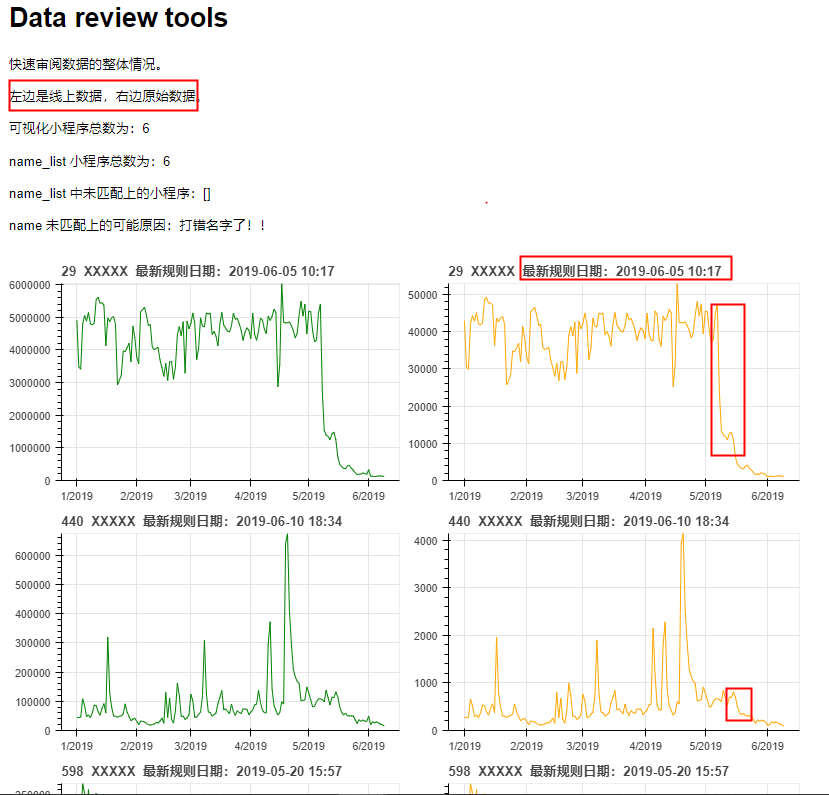 Data review tools
快速审阅数据的整体情况。
左边是线上数据，右边原始数据。
可视化小程序总数为：6
name_list 小程序总数为：6
name_list 中未匹配上的小程序：[]
name 未匹配上的可能原因：打错名字了！！
29 XXXXX 最新规则日期：2019-06-05 10:17
6000000
5000000
4000000
3000000
2000000
1000000
0
1/2019 2/2019 3/2019 4/2019 5/2019 6/2019
29 XXXXX 最新规则日期：2019-06-05 10:17
50000
40000
30000
20000
10000
0
1/2019 2/2019 3/2019 4/2019 5/2019 6/2019
440 XXXXX 最新规则日期：2019-06-10 18:34
600000
500000
400000
300000
200000
100000
0
1/2019 2/2019 3/2019 4/2019 5/2019 6/2019
440 XXXXX 最新规则日期：2019-06-10 18:34
4000
3000
2000
1000
0
1/2019 2/2019 3/2019 4/2019 5/2019 6/2019
598 XXXXX 最新规则日期：2019-05-20 15:57
598 XXXXX 最新规则日期：2019-05-20 15:57